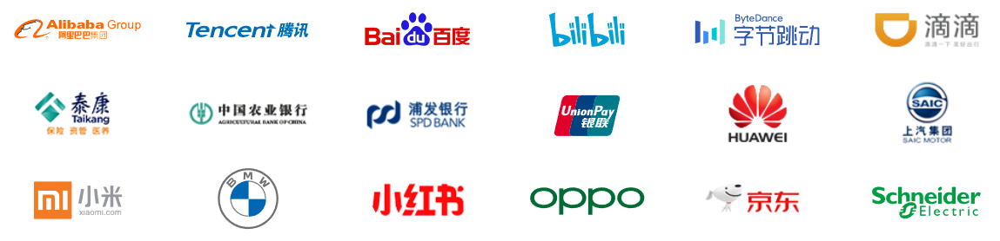 Alibaba Group
阿里巴巴集团
Tencent 腾讯
Bai du 百度
bilibili
ByteDance
字节跳动
滴滴
滴滴一下 美好出行
泰康
Taikang
保险 资管 医养
中国农业银行
AGRICULTURAL BANK OF CHINA
浦发银行
SPD BANK
UnionPay
银联
HUAWEI
SAIC
上汽集团
SAIC MOTOR
mi 小米
xiaomi.com
BMW
小红书
oppo
京东
Schneider
Electric